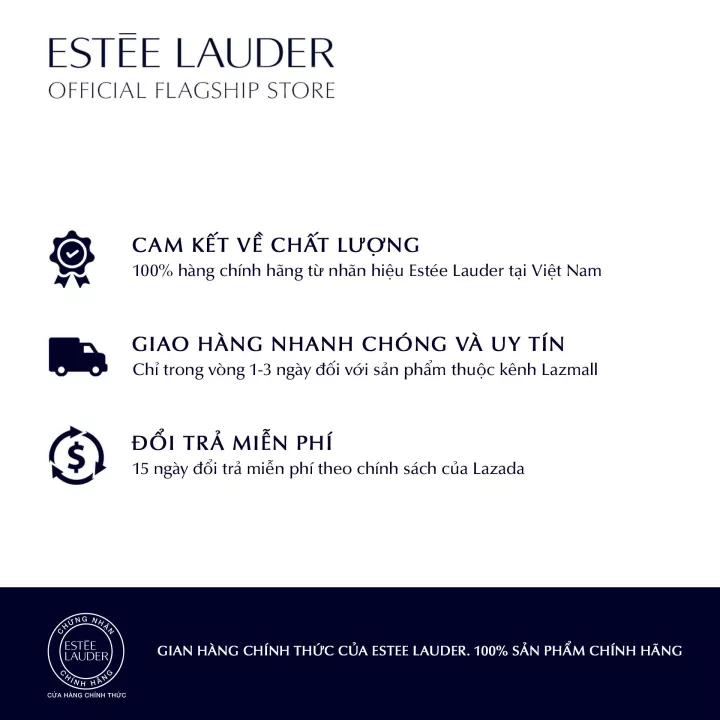 ESTĒE LAUDER
OFFICIAL FLAGSHIP STORE
CAM KẾT VỀ CHẤT LƯỢNG
100% hàng chính hãng từ nhãn hiệu Estée Lauder tại Việt Nam
GIAO HÀNG NHANH CHÓNG VÀ UY TÍN
Chỉ trong vòng 1-3 ngày đối với sản phẩm thuộc kênh Lazmall
$
ĐỔI TRẢ MIỄN PHÍ
15 ngày đổi trả miễn phí theo chính sách của Lazada
CHỨNG NHẬN
ESTĒE
LAUDER
CHÍNH HÃNG
CỬA HÀNG CHÍNH THỨC
GIAN HÀNG CHÍNH THỨC CỦA ESTEE LAUDER. 100% SẢN PHẨM CHÍNH HÃNG